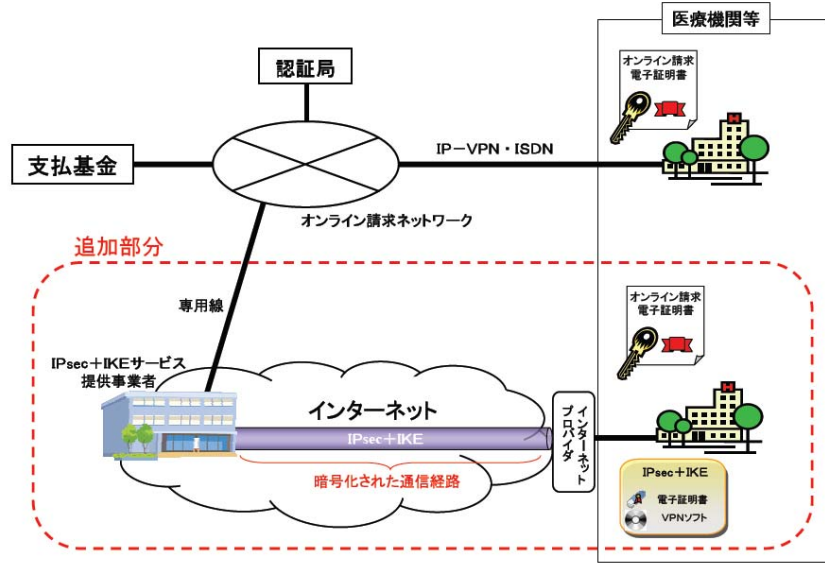 医療機関等
認証局
オンライン請求
電子証明書
支払基金
IP－VPN・ISDN
オンライン請求ネットワーク
追加部分
オンライン請求
電子証明書
専用線
IPsec＋IKEサービス
提供事業者
インターネット
IPsec＋IKE
暗号化された通信経路
インターネット
プロバイダ
IPsec＋IKE
電子証明書
VPNソフト